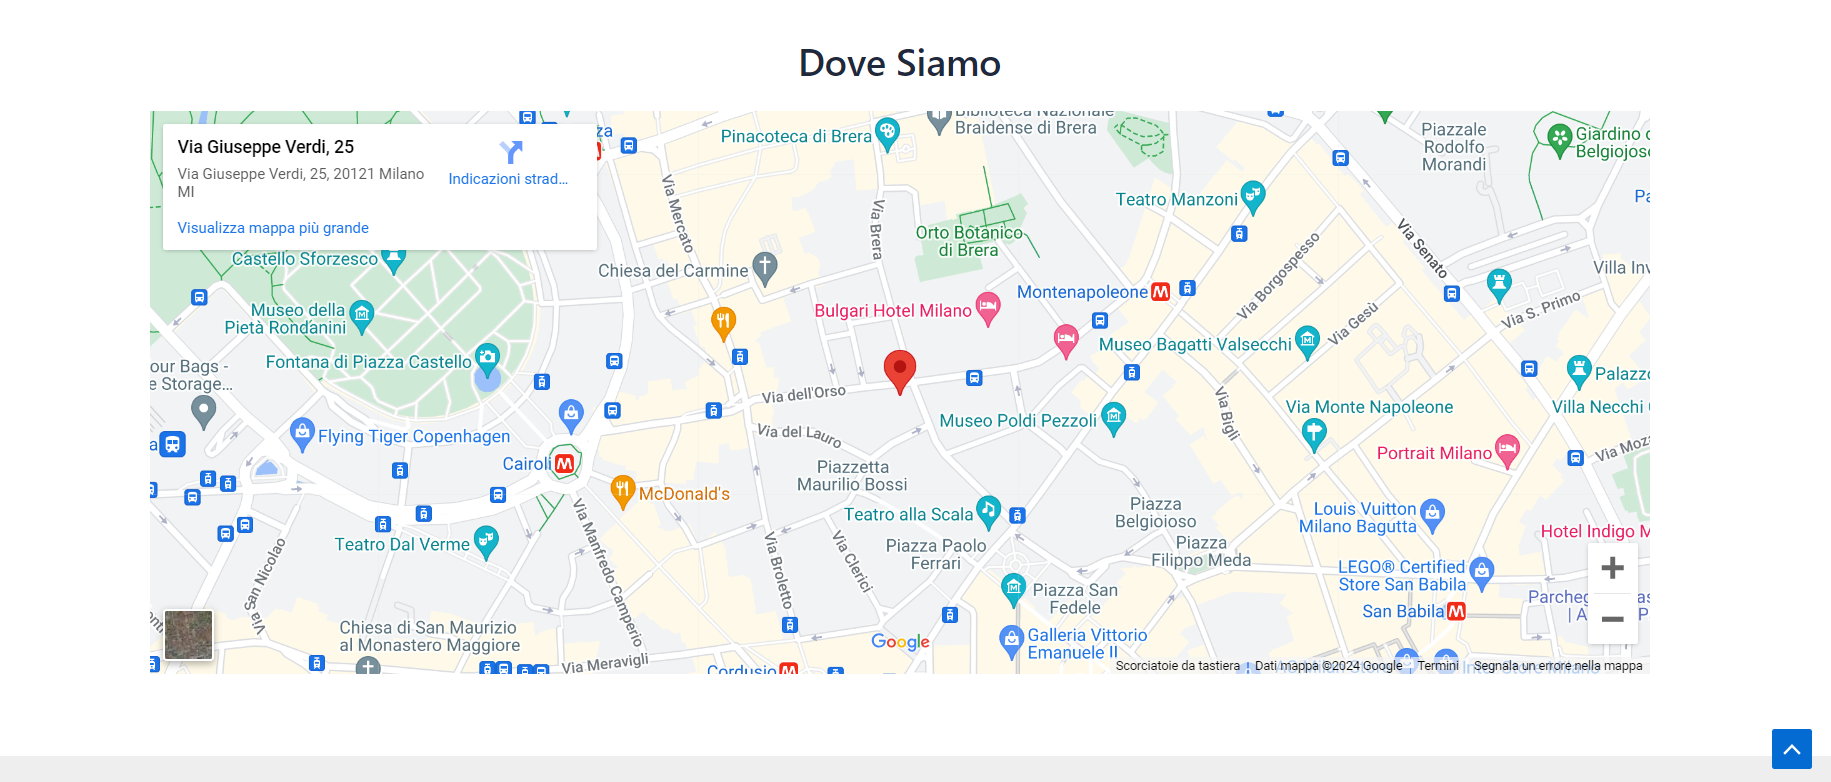 Dove Siamo
Via Giuseppe Verdi, 25
Via Giuseppe Verdi, 25, 20121 Milano
MI
Indicazioni strad...
Visualizza mappa più grande
za
Pinacoteca di Brera
Biblioteca Nazionale
Braidense di Brera
Piazzale
Rodolfo
Morandi
Giardino
Belgiojoso
Via Mercato
Via Brera
Teatro Manzoni
Orto Botanico
di Brera
Via Senato
Via Borgospesso
Castello Sforzesco
Chiesa del Carmine
Villa Inv
Montenapoleone
Museo della
Pietà Rondanini
Bulgari Hotel Milano
Via Gesù
Via S. Primo
Fontana di Piazza Castello
Museo Bagatti Valsecchi
our Bags -
e Storage...
Palazzo
Via dell'Orso
Via Bigli
Via Monte Napoleone
Villa Necchi
Museo Poldi Pezzoli
Flying Tiger Copenhagen
Via del Lauro
Cairoli
Piazzetta
Maurilio Bossi
Portrait Milano
Via Moza
McDonald's
Teatro alla Scala
Piazza
Belgioioso
Louis Vuitton
Milano Bagutta
Hotel Indigo M
Teatro Dal Verme
Via Manfredo Camperio
Via Broletto
Via Clerici
Piazza Paolo
Ferrari
Piazza
Filippo Meda
Via San Nicolao
LEGO® Certified
Store San Babila
Piazza San
Fedele
San Babila
Chiesa di San Maurizio
al Monastero Maggiore
Google
Galleria Vittorio
Emanuele II
Via Meravigli
Cordusio
Scorciatoie da tastiera
Dati mappa ©2024 Google
Termini
Segnala un errore nella mappa